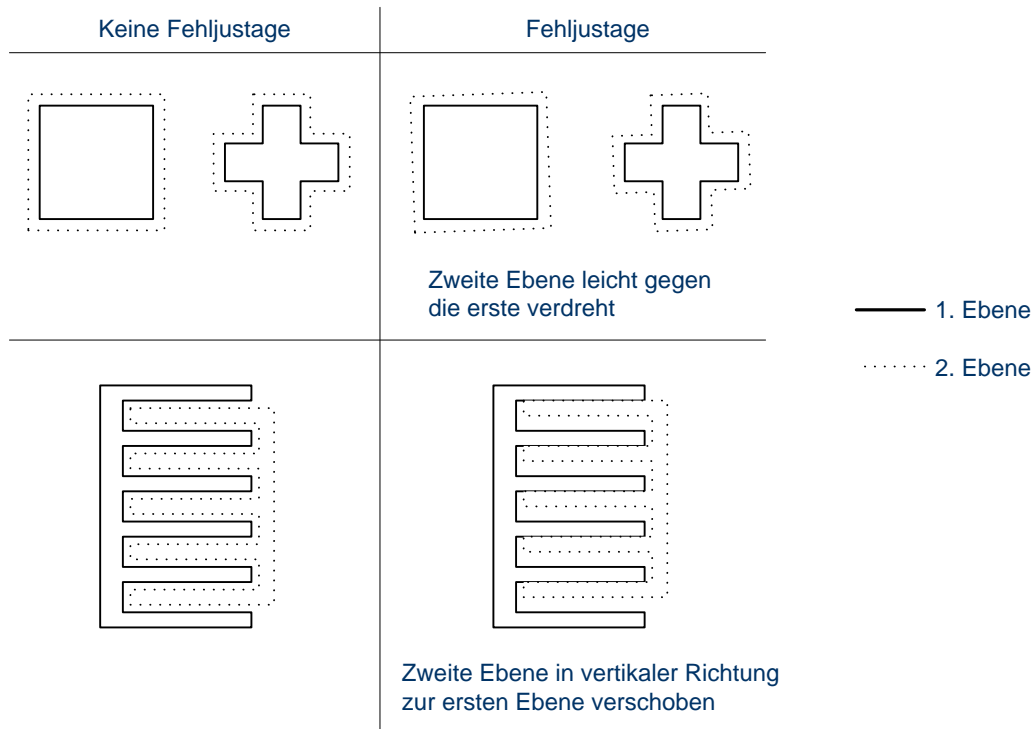 Keine Fehljustage
Fehljustage
Zweite Ebene leicht gegen
die erste verdreht
1. Ebene
2. Ebene
Zweite Ebene in vertikaler Richtung
zur ersten Ebene verschoben